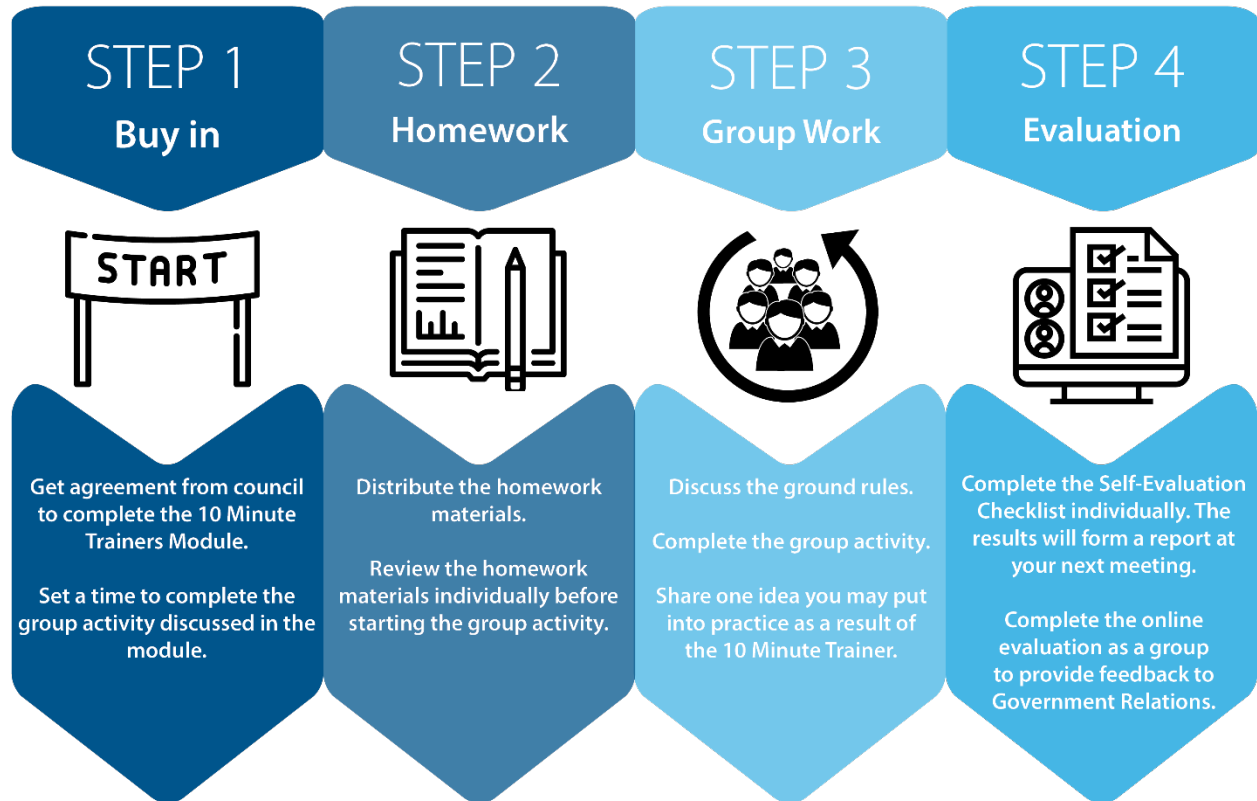 STEP 1
Buy in
START
Get agreement from council
to complete the 10 Minute
Trainers Module.
Set a time to complete the
group activity discussed in the
module.
STEP 2
Homework
Distribute the homework
materials.
Review the homework
materials individually before
starting the group activity.
STEP 3
Group Work
Discuss the ground rules.
Complete the group activity.
Share one idea you may put
into practice as a result of
the 10 Minute Trainer.
STEP 4
Evaluation
Complete the Self-Evaluation
Checklist individually. The
results will form a report at
your next meeting.
Complete the online
evaluation as a group
to provide feedback to
Government Relations.